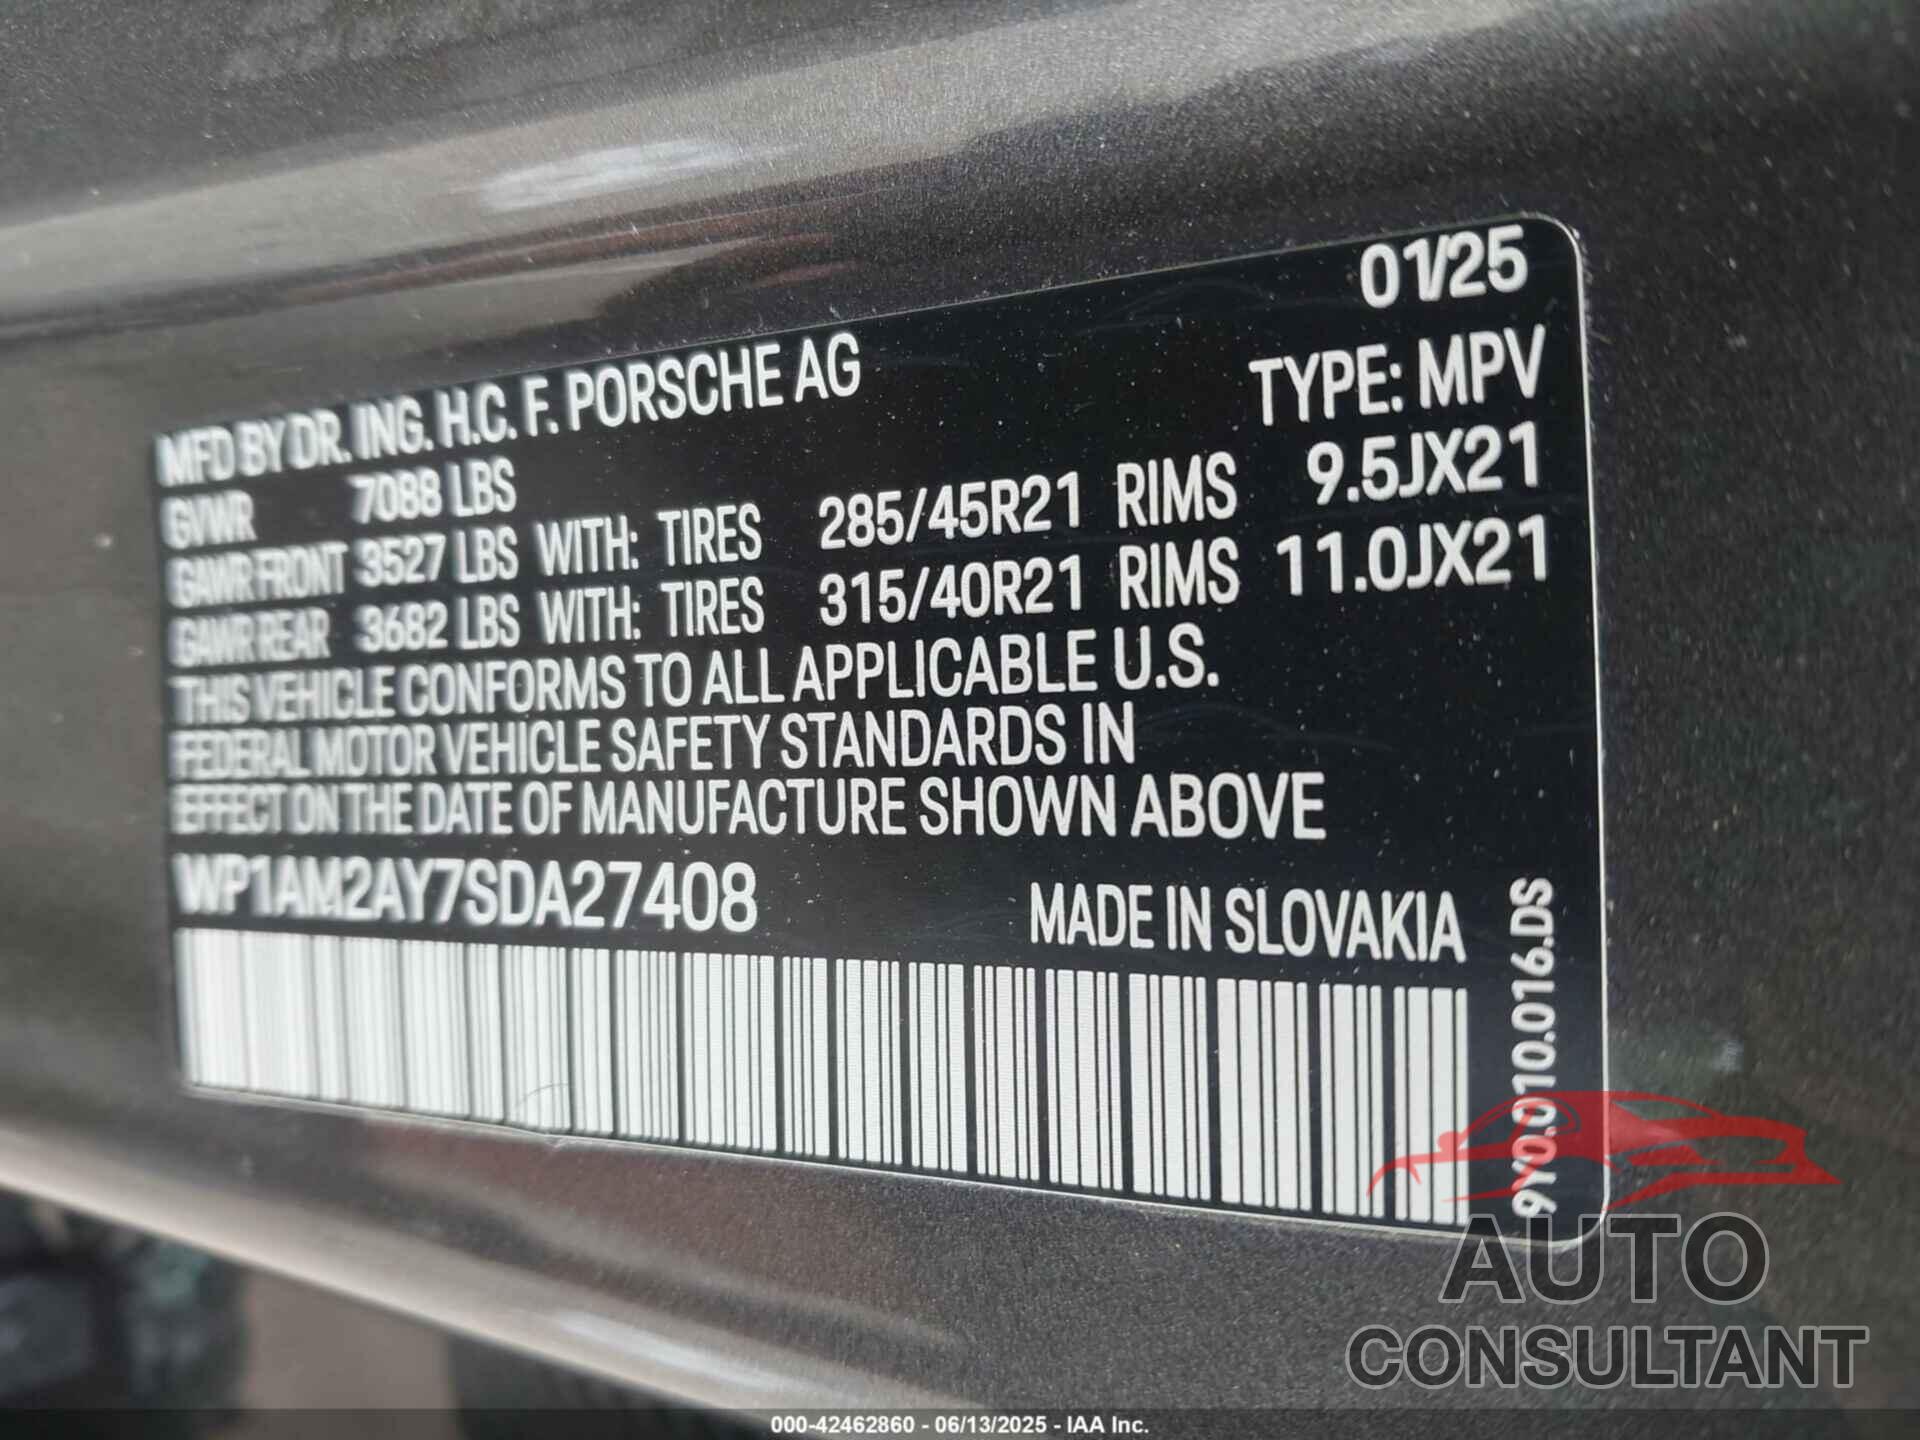 01/25
MFD BY DR. ING. H.C. F. PORSCHE AG TYPE: MPV
GVWR 7088 LBS
GAWR FRONT 3527 LBS WITH: TIRES 285/45R21 RIMS 9.5JX21
GAWR REAR 3682 LBS WITH: TIRES 315/40R21 RIMS 11.0JX21
THIS VEHICLE CONFORMS TO ALL APPLICABLE U.S.
FEDERAL MOTOR VEHICLE SAFETY STANDARDS IN
EFFECT ON THE DATE OF MANUFACTURE SHOWN ABOVE
WP1AM2AY7SDA27408
MADE IN SLOVAKIA
9Y0.010.016.DS
AUTO
CONSULTANT
000-42462860 - 06/13/2025 - IAA Inc.